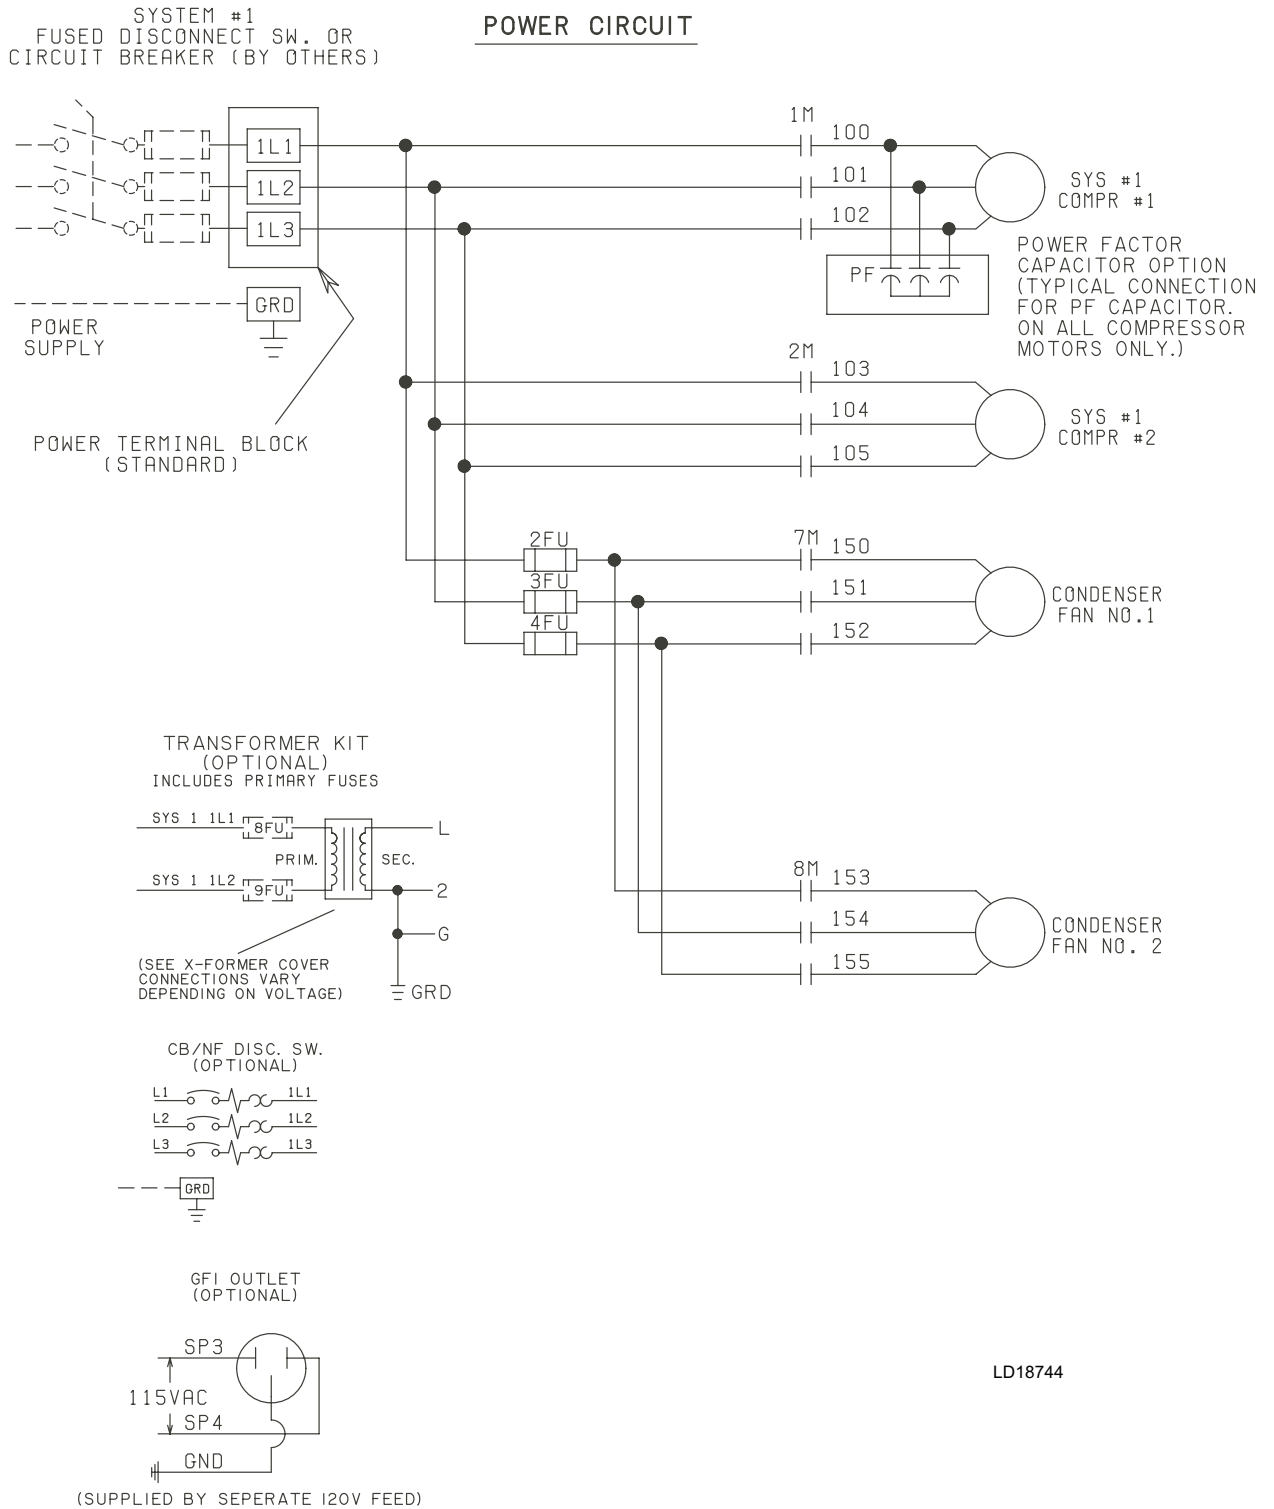 SYSTEM #1
FUSED DISCONNECT SW. OR
CIRCUIT BREAKER (BY OTHERS)
POWER CIRCUIT
1L1
1L2
1L3
GRD
POWER
SUPPLY
POWER TERMINAL BLOCK
(STANDARD)
1M
100
101
102
SYS #1
COMPR #1
PF
POWER FACTOR
CAPACITOR OPTION
(TYPICAL CONNECTION
FOR PF CAPACITOR.
ON ALL COMPRESSOR
MOTORS ONLY.)
2M
103
104
105
SYS #1
COMPR #2
2FU
3FU
4FU
7M
150
151
152
CONDENSER
FAN NO.1
8M
153
154
155
CONDENSER
FAN NO. 2
TRANSFORMER KIT
(OPTIONAL)
INCLUDES PRIMARY FUSES
SYS 1 1L1
8FU
L
PRIM.
SEC.
SYS 1 1L2
9FU
2
G
GRD
(SEE X-FORMER COVER
CONNECTIONS VARY
DEPENDING ON VOLTAGE)
CB/NF DISC. SW.
(OPTIONAL)
L1
1L1
L2
1L2
L3
1L3
GRD
GFI OUTLET
(OPTIONAL)
SP3
115VAC
SP4
GND
(SUPPLIED BY SEPERATE 120V FEED)
LD18744